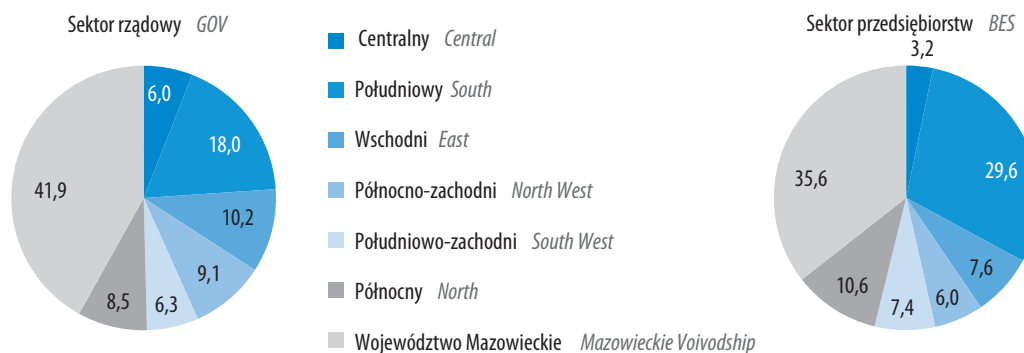 Sektor rządowy GOV
6,0
18,0
10,2
9,1
6,3
8,5
41,9
Centralny Central
Południowy South
Wschodni East
Północno-zachodni North West
Południowo-zachodni South West
Północny North
Województwo Mazowieckie Mazowieckie Voivodship
Sektor przedsiębiorstw BES
3,2
29,6
7,6
6,0
7,4
10,6
35,6